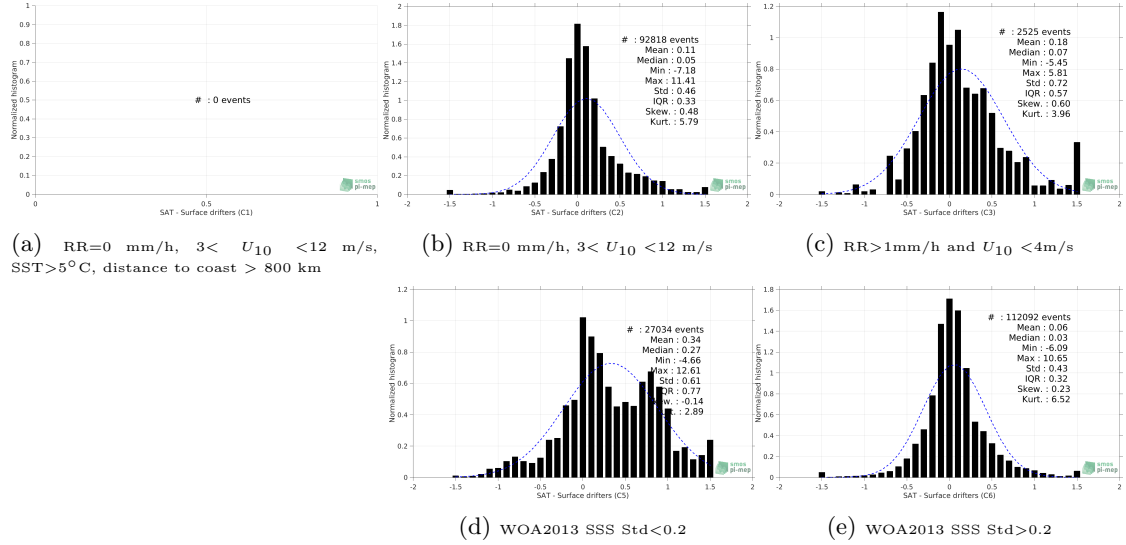 1
0.9
0.8
0.7
0.6
0.5
0.4
0.3
0.2
0.1
0
Normalized histogram
# : 0 events
0
0.5
1
SAT - Surface drifters (C1)
smos
pi-mep
(a) RR=0 mm/h, 3< U10 <12 m/s,
SST>5°C, distance to coast > 800 km
2
1.8
1.6
1.4
1.2
1
0.8
0.6
0.4
0.2
0
Normalized histogram
# : 92818 events
Mean : 0.11
Median : 0.05
Min : -7.18
Max : 11.41
Std : 0.46
IQR : 0.33
Skew. : 0.48
Kurt. : 5.79
-2
-1.5
-1
-0.5
0
0.5
1
1.5
2
SAT - Surface drifters (C2)
smos
pi-mep
(b) RR=0 mm/h, 3< U10 <12 m/s
1.2
1
0.8
0.6
0.4
0.2
0
Normalized histogram
# : 2525 events
Mean : 0.18
Median : 0.07
Min : -5.45
Max : 5.81
Std : 0.72
IQR : 0.57
Skew. : 0.60
Kurt. : 3.96
-2
-1.5
-1
-0.5
0
0.5
1
1.5
2
SAT - Surface drifters (C3)
smos
pi-mep
(c) RR>1mm/h and U10 <4m/s
1.2
1
0.8
0.6
0.4
0.2
0
Normalized histogram
# : 27034 events
Mean : 0.34
Median : 0.27
Min : -4.66
Max : 12.61
Std : 0.61
QR : 0.77
: -0.14
: 2.89
-2
-1.5
-1
-0.5
0
0.5
1
1.5
2
SAT - Surface drifters (C5)
smos
pi-mep
(d) WOA2013 SSS Std<0.2
1.8
1.6
1.4
1.2
1
0.8
0.6
0.4
0.2
0
Normalized histogram
# : 112092 events
Mean : 0.06
Median : 0.03
Min : -6.09
Max : 10.65
Std : 0.43
IQR : 0.32
Skew. : 0.23
Kurt. : 6.52
-2
-1.5
-1
-0.5
0
0.5
1
1.5
2
SAT - Surface drifters (C6)
smos
pi-mep
(e) WOA2013 SSS Std>0.2